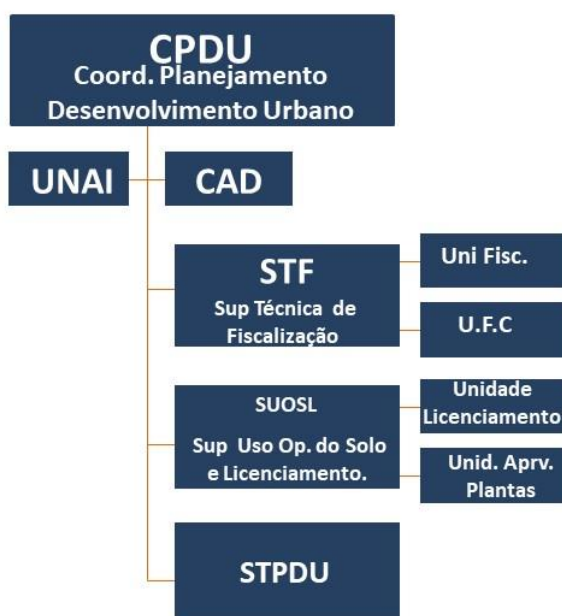 CPDU
Coord. Planejamento
Desenvolvimento Urbano
UNAI
CAD
STF
Sup Técnica de
Fiscalização
Uni Fisc.
U.F.C
SUOSL
Sup Uso Op. do Solo
e Licenciamento.
Unidade
Licenciamento
Unid. Aprv.
Plantas
STPDU